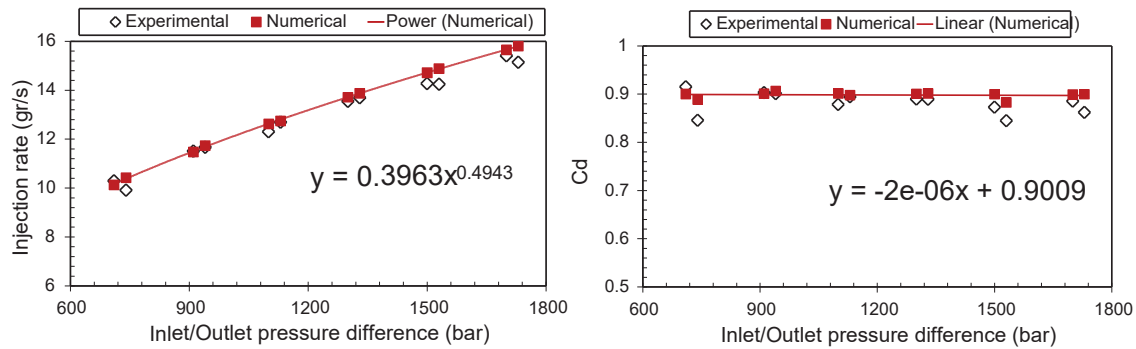 Experimental Numerical Power (Numerical)
16
14
12
10
8
6
Injection rate (gr/s)
y = 0.3963x^0.4943
600 900 1200 1500 1800
Inlet/Outlet pressure difference (bar)
Experimental Numerical Linear (Numerical)
1
0.9
0.8
0.7
0.6
0.5
Cd
y = -2e-06x + 0.9009
600 900 1200 1500 1800
Inlet/Outlet pressure difference (bar)